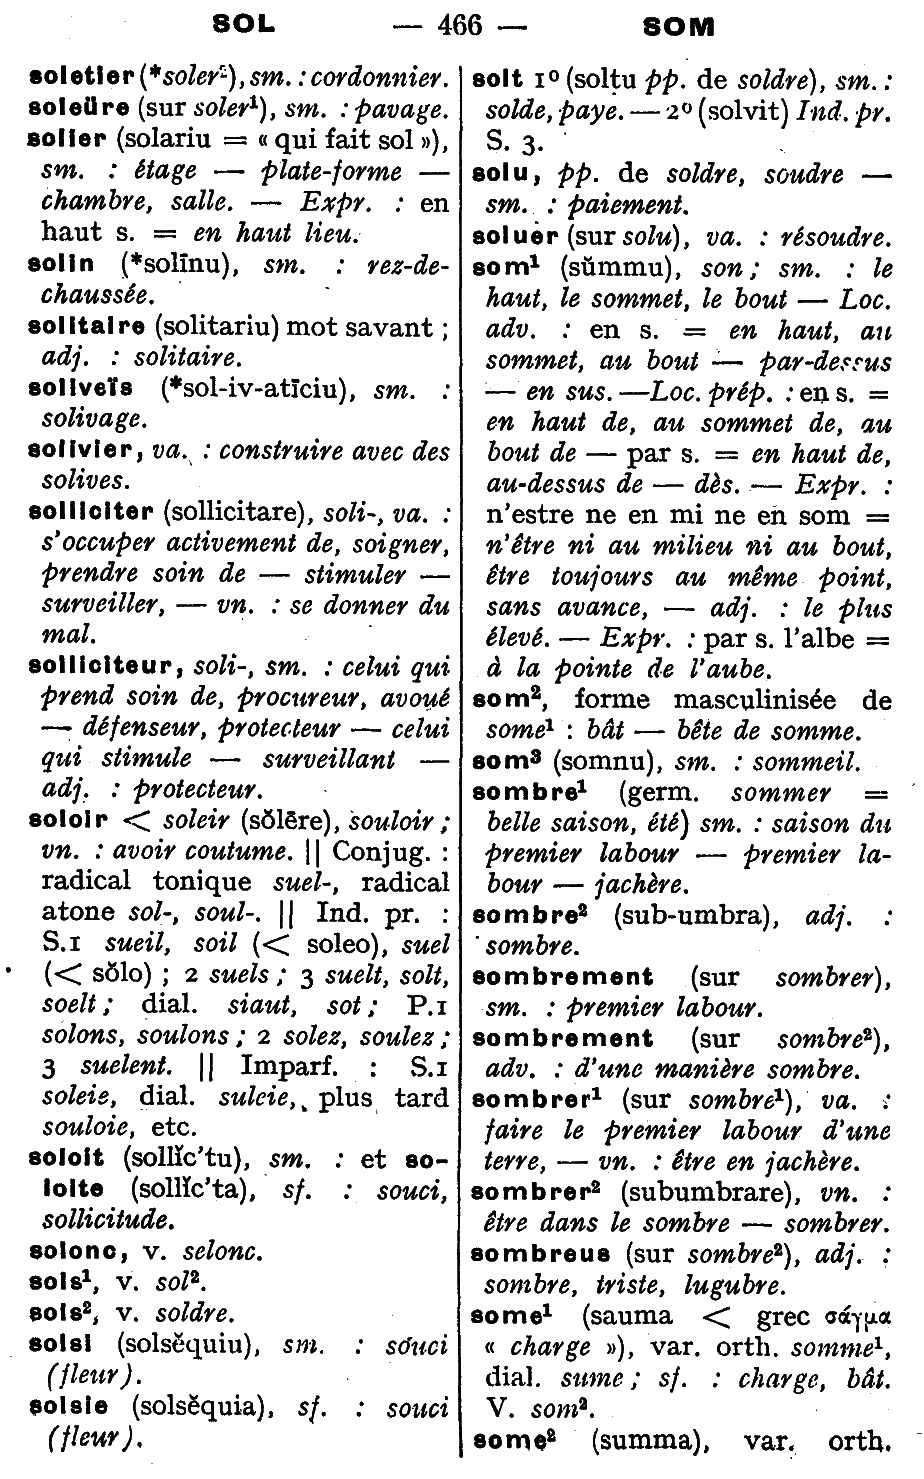 SOL — 466 — SOM
soletier (*soler²), sm. : cordonnier.
soleüre (sur soler¹), sm. : pavage.
solier (solariu = « qui fait sol »),
sm. : étage — plate-forme —
chambre, salle. — Expr. : en
haut s. = en haut lieu.
solin (*solīnu), sm. : rez-de-
chaussée.
solitaire (solitariu) mot savant ;
adj. : solitaire.
soliveïs (*sol-iv-atīciu), sm. :
solivage.
solivier, va. : construire avec des
solives.
solliciter (sollicitare), soli-, va. :
s'occuper activement de, soigner,
prendre soin de — stimuler —
surveiller, — vn. : se donner du
mal.
solliciteur, soli-, sm. : celui qui
prend soin de, procureur, avoué
— défenseur, protecteur — celui
qui stimule — surveillant —
adj. : protecteur.
soloir < soleir (sŏlēre), souloir ;
vn. : avoir coutume. || Conjug. :
radical tonique suel-, radical
atone sol-, soul-. || Ind. pr. :
S.1 sueil, soil (< soleo), suel
(< sŏlo) ; 2 suels ; 3 suelt, solt,
soelt ; dial. siaut, sot ; P.1
solons, soulons ; 2 solez, soulez ;
3 suelent. || Imparf. : S.1
soleie, dial. suleie, plus tard
souloie, etc.
soloit (sollĭc'tu), sm. : et so-
loite (sollĭc'ta), sf. : souci,
sollicitude.
solonc, v. selonc.
sols¹, v. sol².
sols², v. soldre.
solsi (solsĕquiu), sm. : souci
(fleur).
solsie (solsĕquia), sf. : souci
(fleur).
solt 1º (soltu pp. de soldre), sm. :
solde, paye. — 2º (solvit) Ind. pr.
S. 3.
solu, pp. de soldre, soudre —
sm. : paiement.
soluer (sur solu), va. : résoudre.
som¹ (sŭmmu), son ; sm. : le
haut, le sommet, le bout — Loc.
adv. : en s. = en haut, au
sommet, au bout — par-dessus
— en sus. — Loc. prép. : en s. =
en haut de, au sommet de, au
bout de — par s. = en haut de,
au-dessus de — dès. — Expr. :
n'estre ne en mi ne en som =
n'être ni au milieu ni au bout,
être toujours au même point,
sans avance, — adj. : le plus
élevé. — Expr. : par s. l'albe =
à la pointe de l'aube.
som², forme masculinisée de
some¹ : bât — bête de somme.
som³ (somnu), sm. : sommeil.
sombre¹ (germ. sommer =
belle saison, été) sm. : saison du
premier labour — premier la-
bour — jachère.
sombre² (sub-umbra), adj. :
sombre.
sombrement (sur sombrer),
sm. : premier labour.
sombrement (sur sombre²),
adv. : d'une manière sombre.
sombrer¹ (sur sombre¹), va. :
faire le premier labour d'une
terre, — vn. : être en jachère.
sombrer² (subumbrare), vn. :
être dans le sombre — sombrer.
sombreus (sur sombre²), adj. :
sombre, triste, lugubre.
some¹ (sauma < grec σάγμα
« charge »), var. orth. somme¹,
dial. sume ; sf. : charge, bât.
V. som².
some² (summa), var. orth.